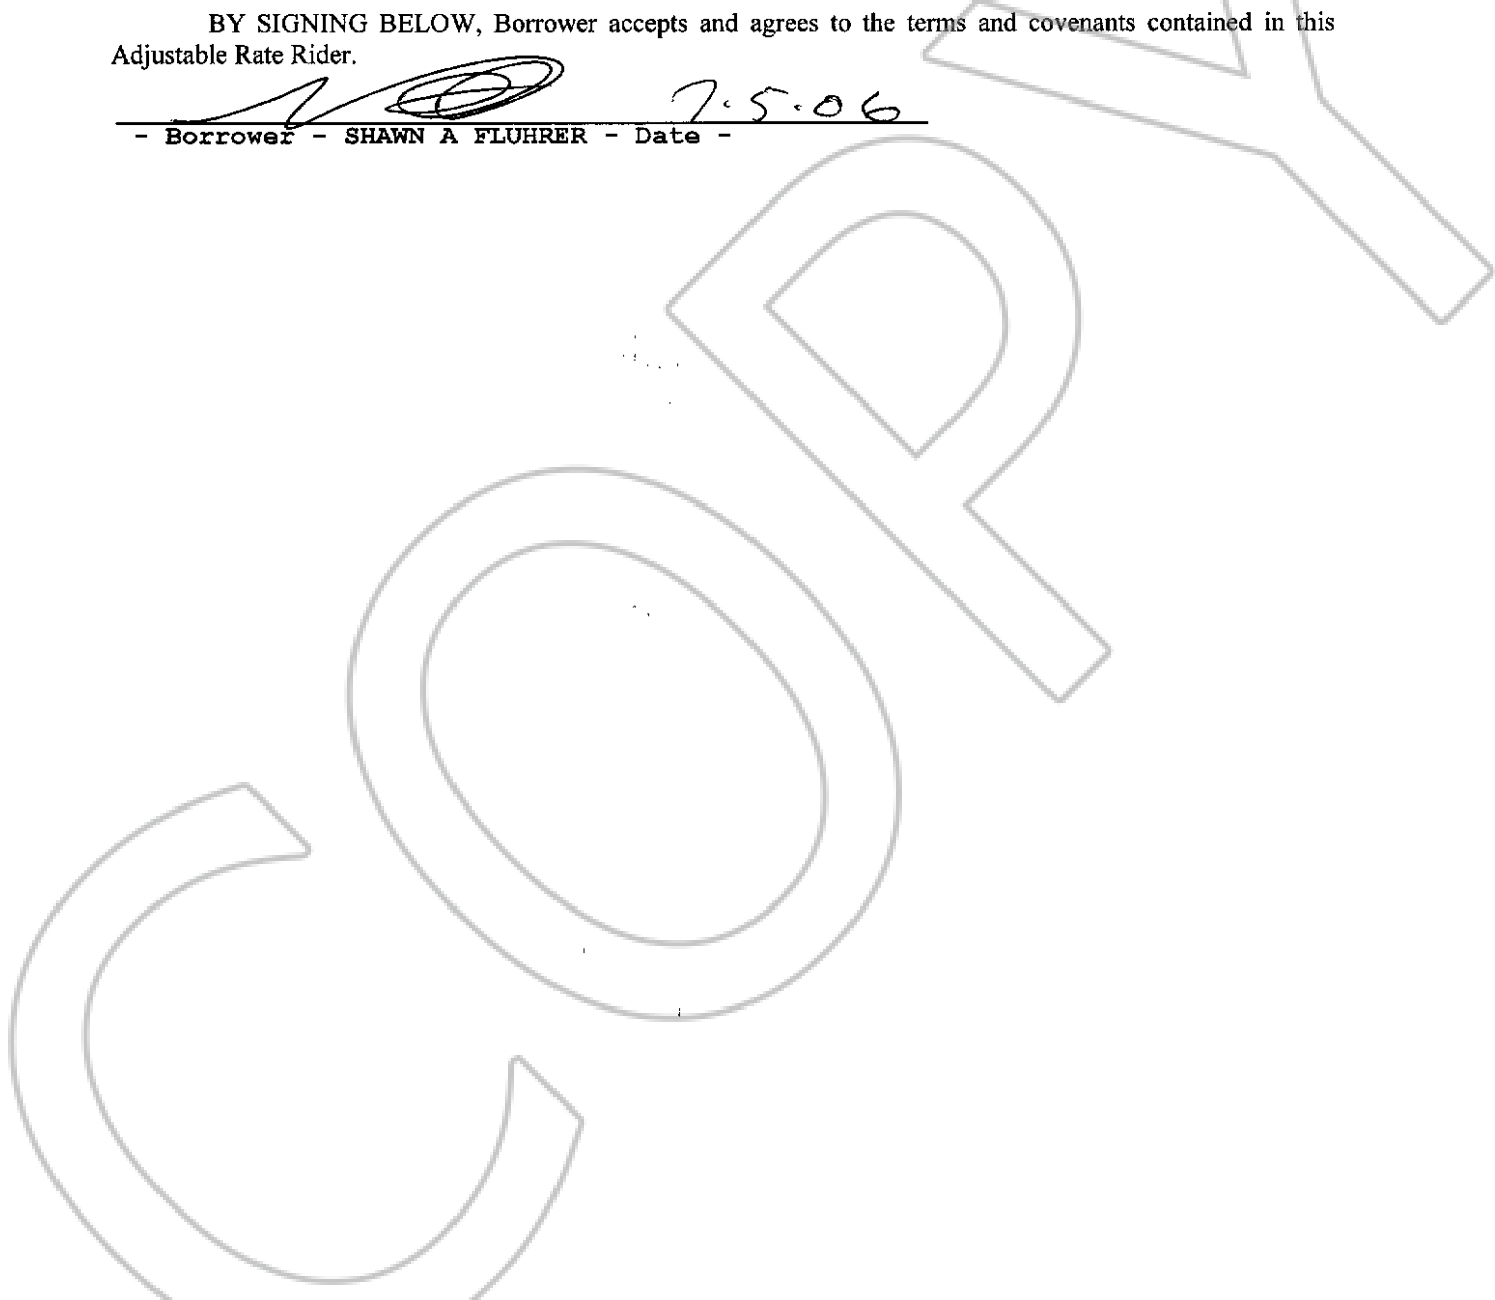 BY SIGNING BELOW, Borrower accepts and agrees to the terms and covenants contained in this
Adjustable Rate Rider.
7.5.06
- Borrower - SHAWN A FLUHRER - Date -
COPY